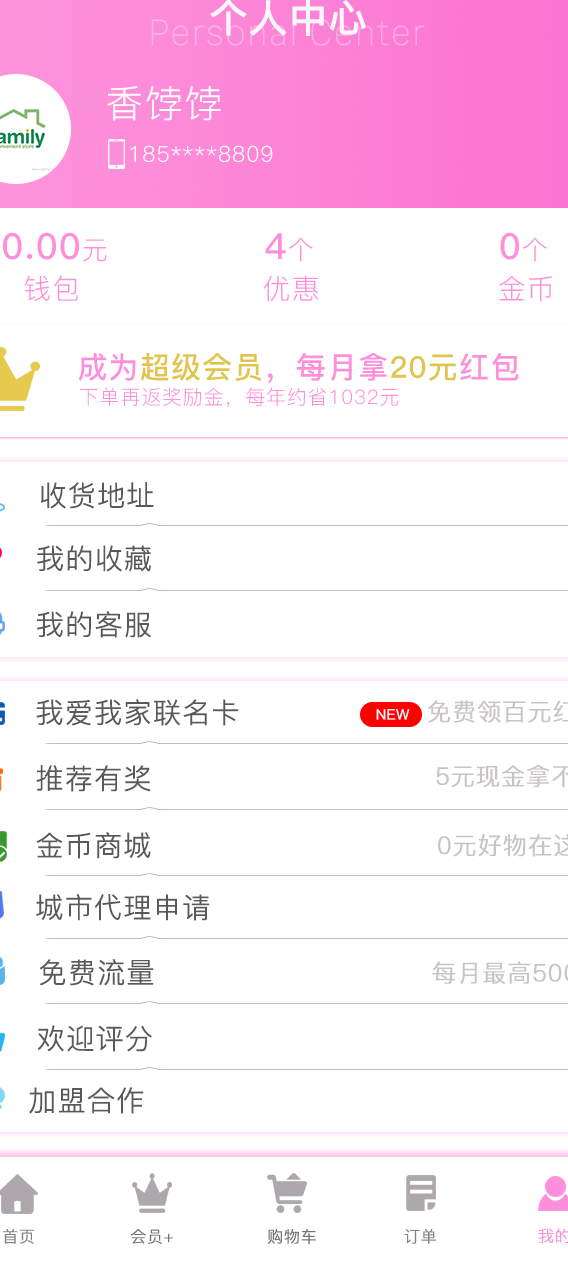 个人中心
Personal Center
香饽饽
amily
185****8809
0.00元
4个
0个
钱包
优惠
金币
成为超级会员，每月拿20元红包
下单再返奖励金，每年约省1032元
收货地址
我的收藏
我的客服
我爱我家联名卡 NEW 免费领百元
推荐有奖 5元现金拿
金币商城 0元好物在
城市代理申请
免费流量 每月最高500
欢迎评分
加盟合作
首页
会员+
购物车
订单
我的